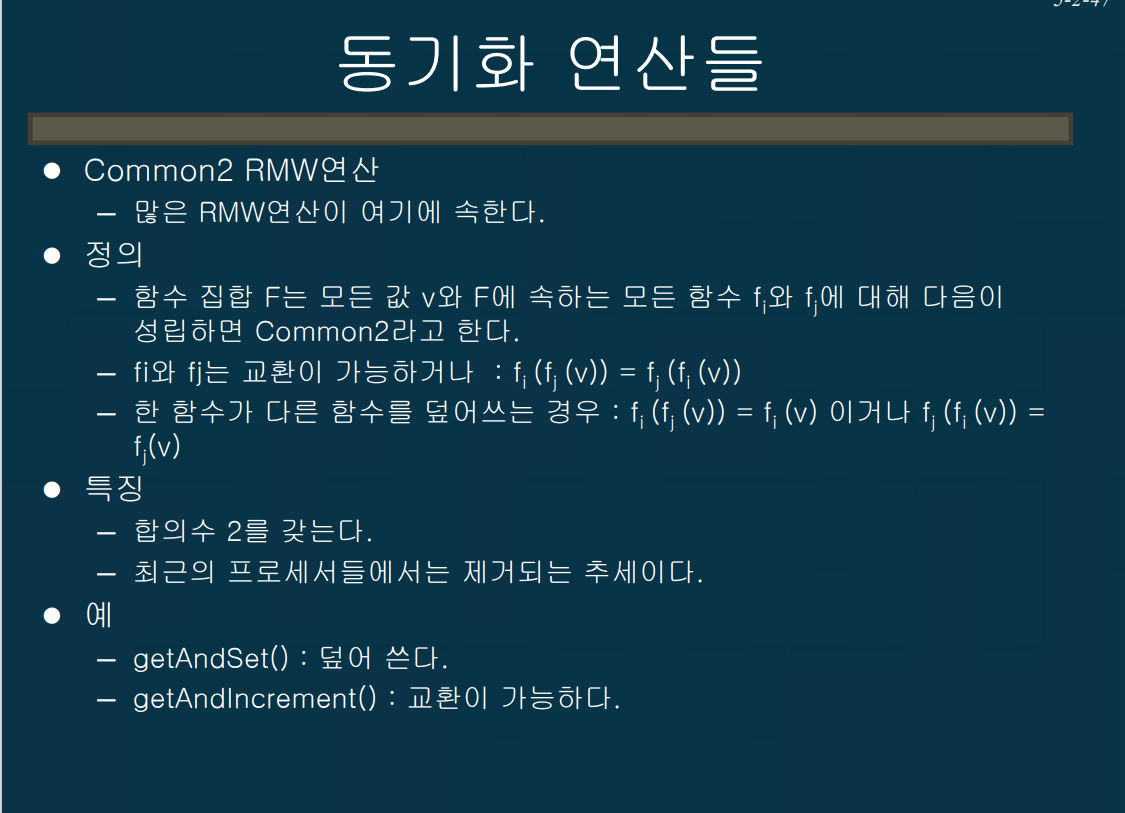 동기화 연산들
● Common2 RMW연산
– 많은 RMW연산이 여기에 속한다.
● 정의
– 함수 집합 F는 모든 값 v와 F에 속하는 모든 함수 fi와 fj에 대해 다음이
성립하면 Common2라고 한다.
– fi와 fj는 교환이 가능하거나 : fi (fj (v)) = fj (fi (v))
– 한 함수가 다른 함수를 덮어쓰는 경우 : fi (fj (v)) = fi (v) 이거나 fj (fi (v)) =
fj(v)
● 특징
– 합의수 2를 갖는다.
– 최근의 프로세서들에서는 제거되는 추세이다.
● 예
– getAndSet() : 덮어 쓴다.
– getAndIncrement() : 교환이 가능하다.